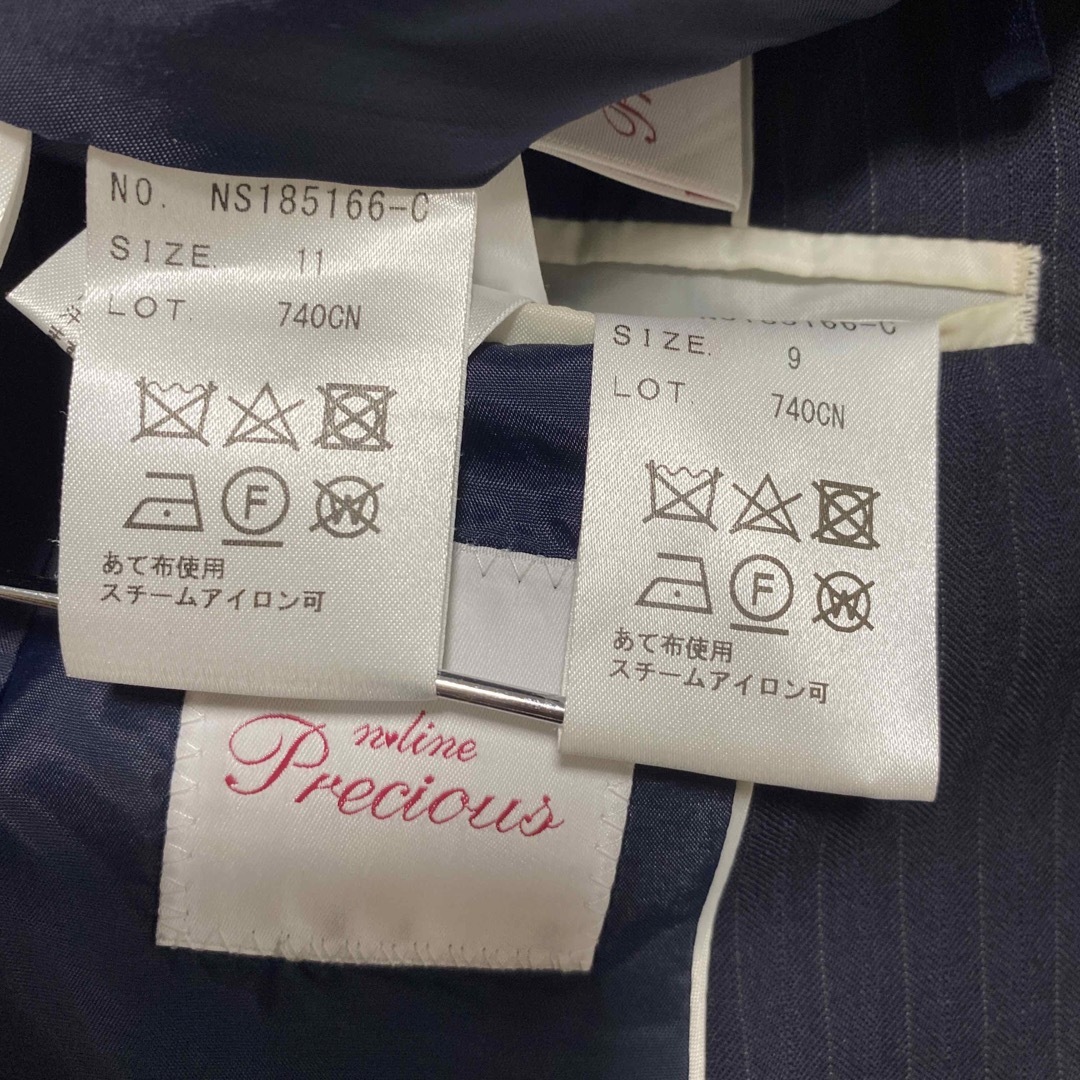 NO. NS185166-C
SIZE. 11
LOT. 740CN
F
W
あて布使用
スチームアイロン可
NS185166-C
SIZE. 9
LOT. 740CN
F
W
あて布使用
スチームアイロン可
n♥line
Precious